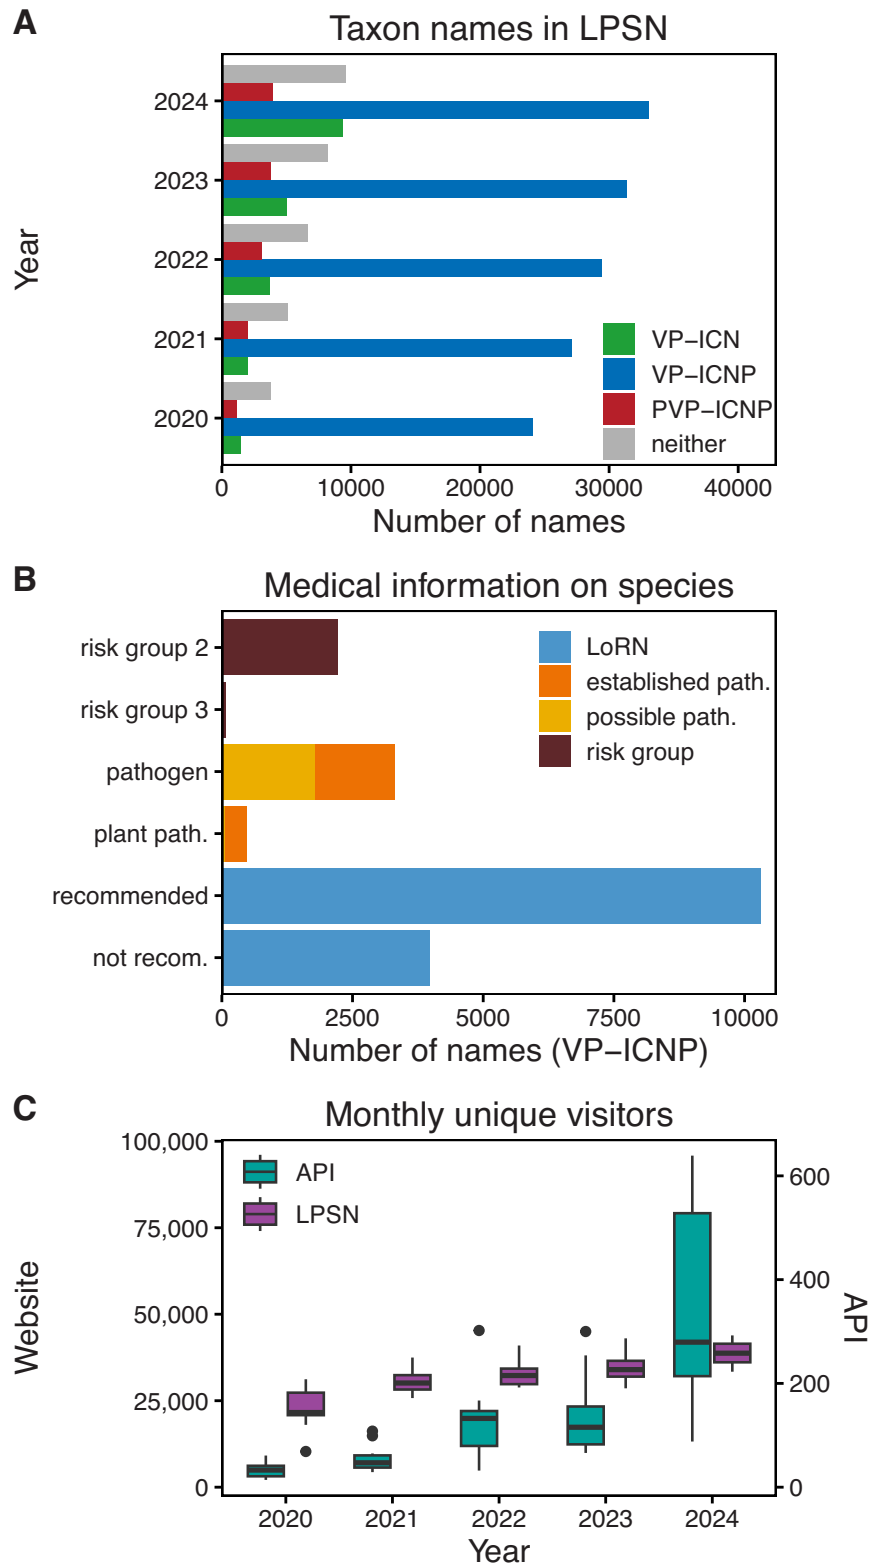 A
Taxon names in LPSN
Year
2024
2023
2022
2021
2020
VP−ICN
VP−ICNP
PVP−ICNP
neither
0 10000 20000 30000 40000
Number of names
B
Medical information on species
risk group 2
risk group 3
pathogen
plant path.
recommended
not recom.
LoRN
established path.
possible path.
risk group
0 2500 5000 7500 10000
Number of names (VP−ICNP)
C
Monthly unique visitors
Website
100,000
75,000
50,000
25,000
0
API
LPSN
600
400
200
0
API
2020 2021 2022 2023 2024
Year